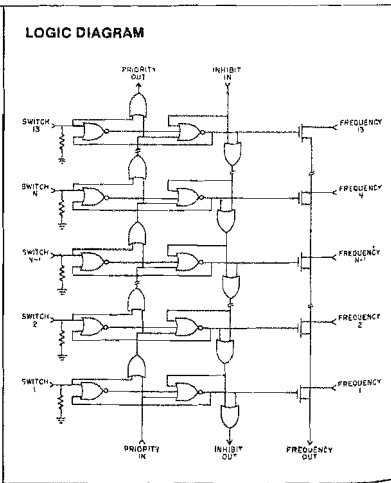 LOGIC DIAGRAM
PRIORITY OUT
INHIBIT IN
SWITCH 13
FREQUENCY 13
SWITCH N
FREQUENCY N
SWITCH N-1
FREQUENCY N-1
SWITCH 2
FREQUENCY 2
SWITCH 1
FREQUENCY 1
PRIORITY IN
INHIBIT OUT
FREQUENCY OUT